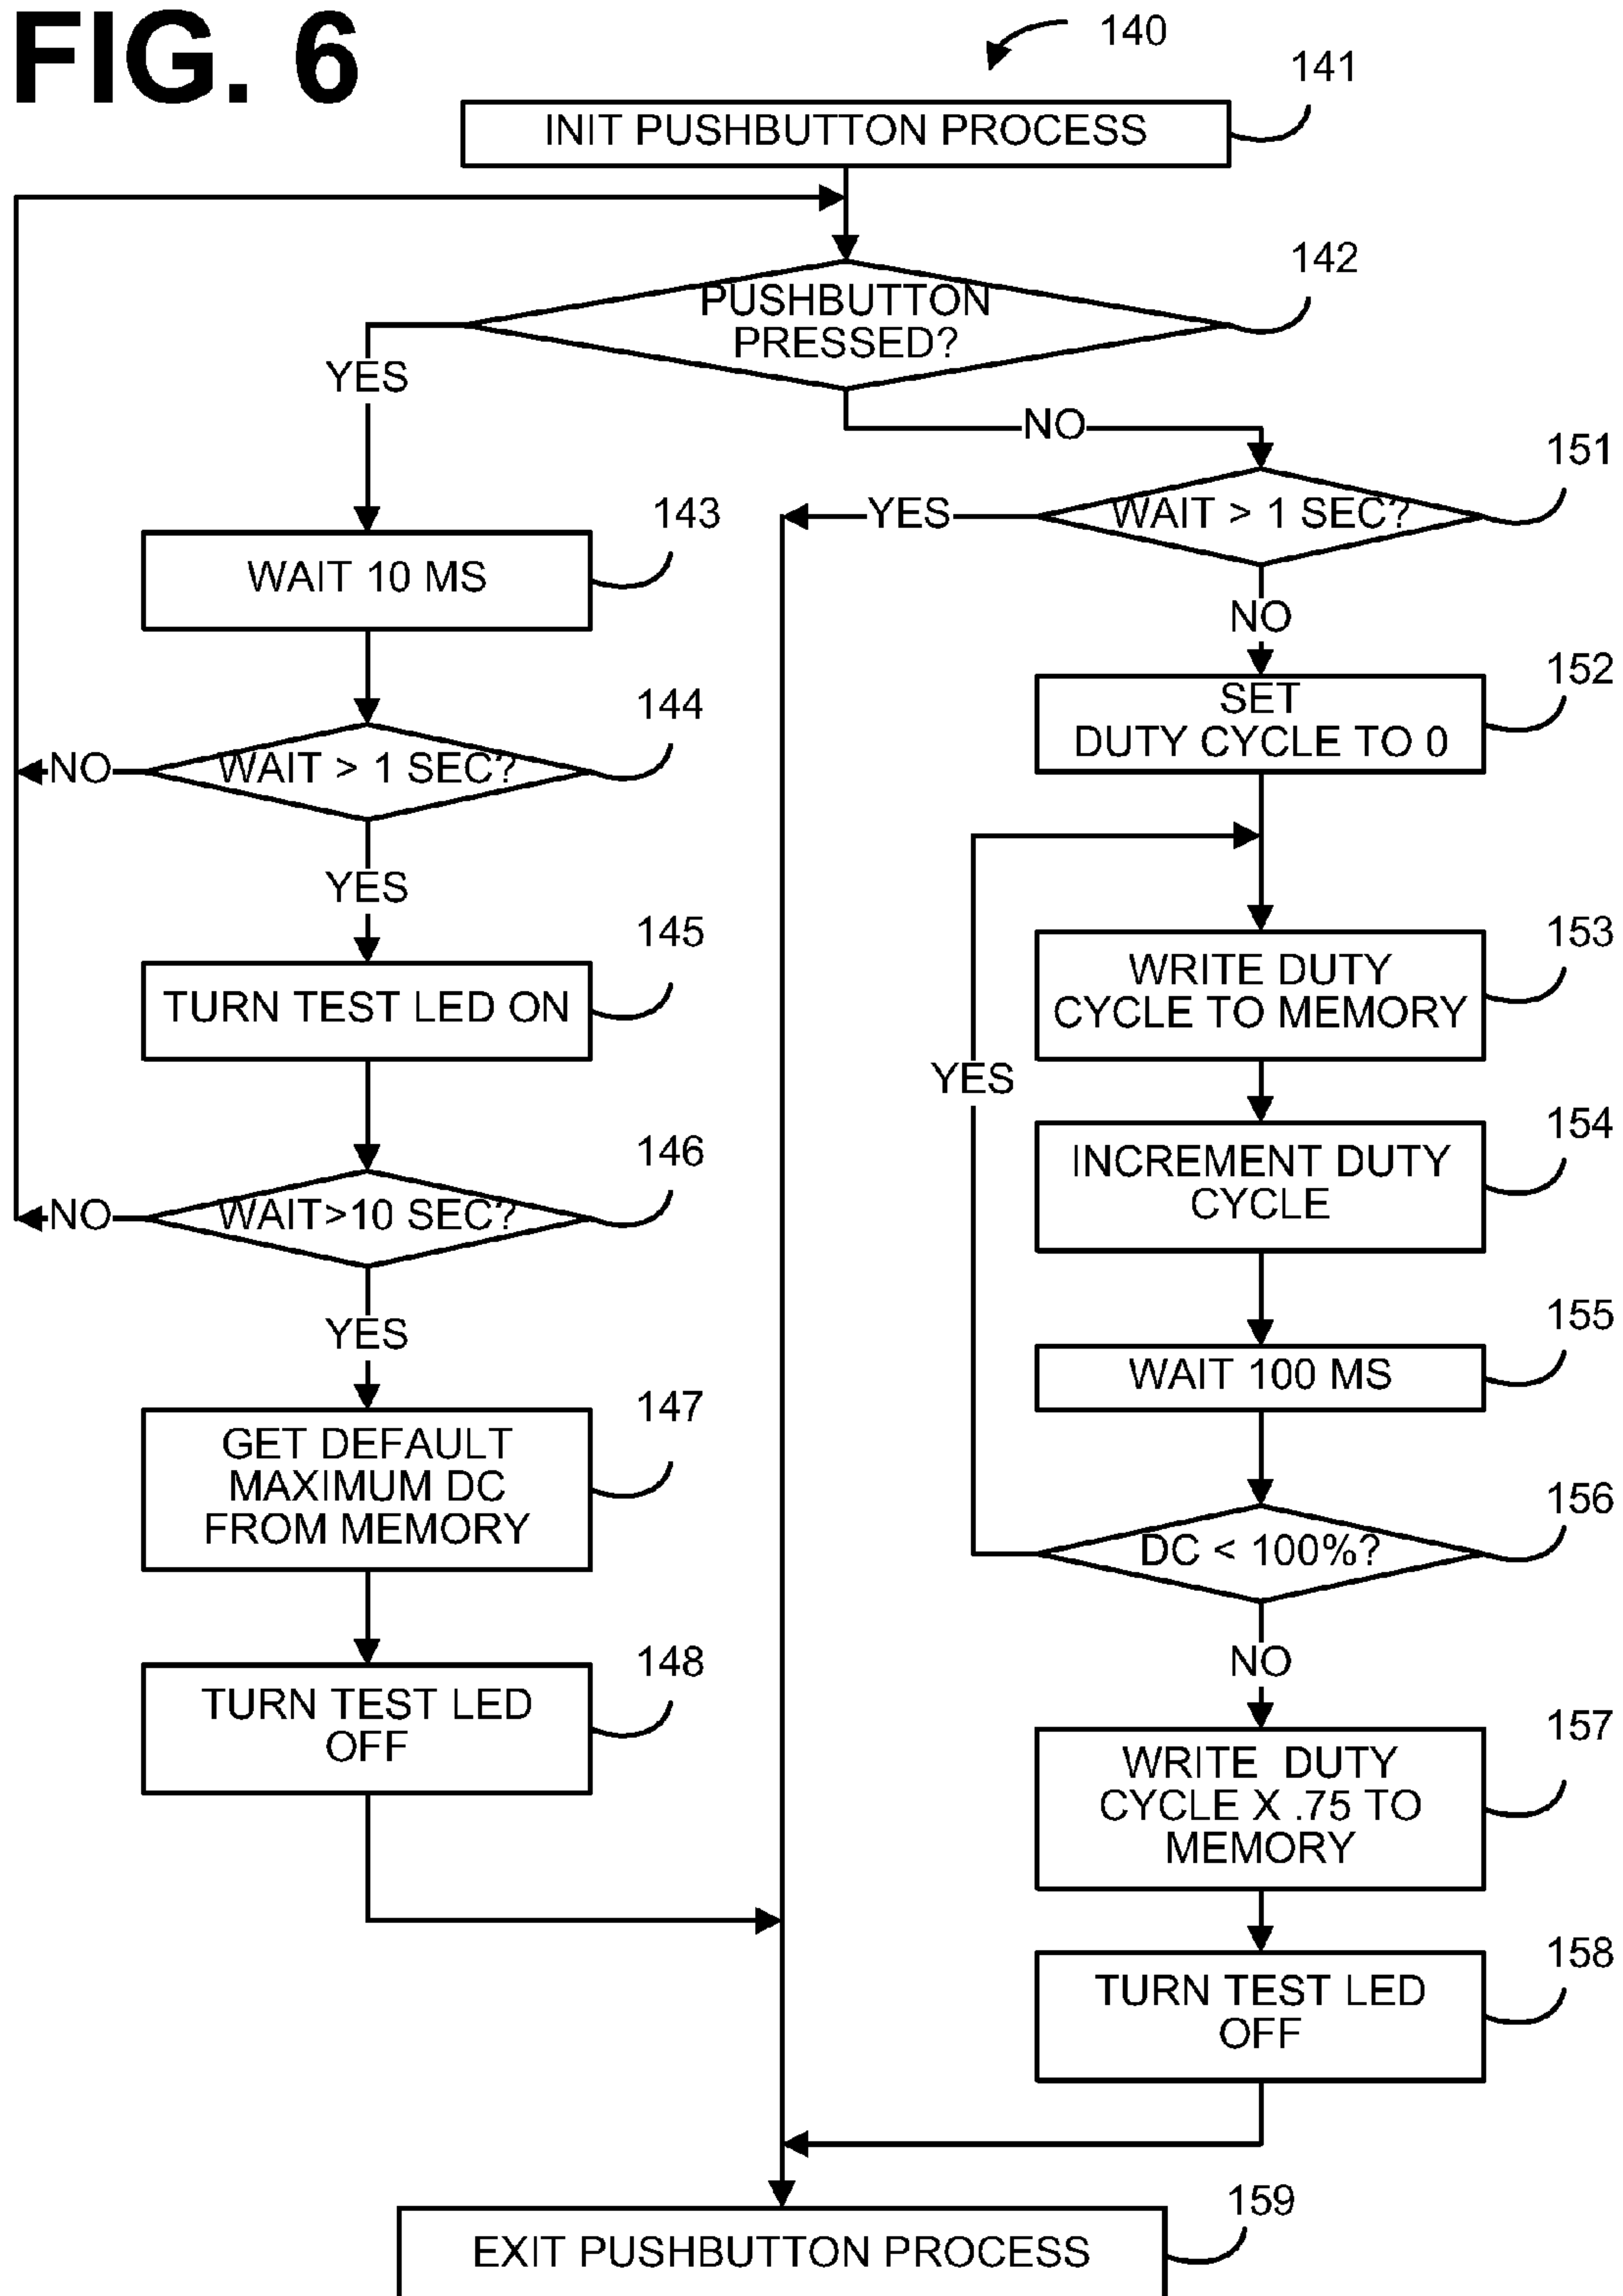 FIG. 6
140
141
INIT PUSHBUTTON PROCESS
142
PUSHBUTTON
PRESSED?
YES
NO
151
WAIT > 1 SEC?
YES
NO
143
WAIT 10 MS
144
WAIT > 1 SEC?
NO
YES
145
TURN TEST LED ON
146
WAIT>10 SEC?
NO
YES
147
GET DEFAULT
MAXIMUM DC
FROM MEMORY
148
TURN TEST LED
OFF
152
SET
DUTY CYCLE TO 0
153
WRITE DUTY
CYCLE TO MEMORY
YES
154
INCREMENT DUTY
CYCLE
155
WAIT 100 MS
156
DC < 100%?
NO
157
WRITE DUTY
CYCLE X .75 TO
MEMORY
158
TURN TEST LED
OFF
159
EXIT PUSHBUTTON PROCESS